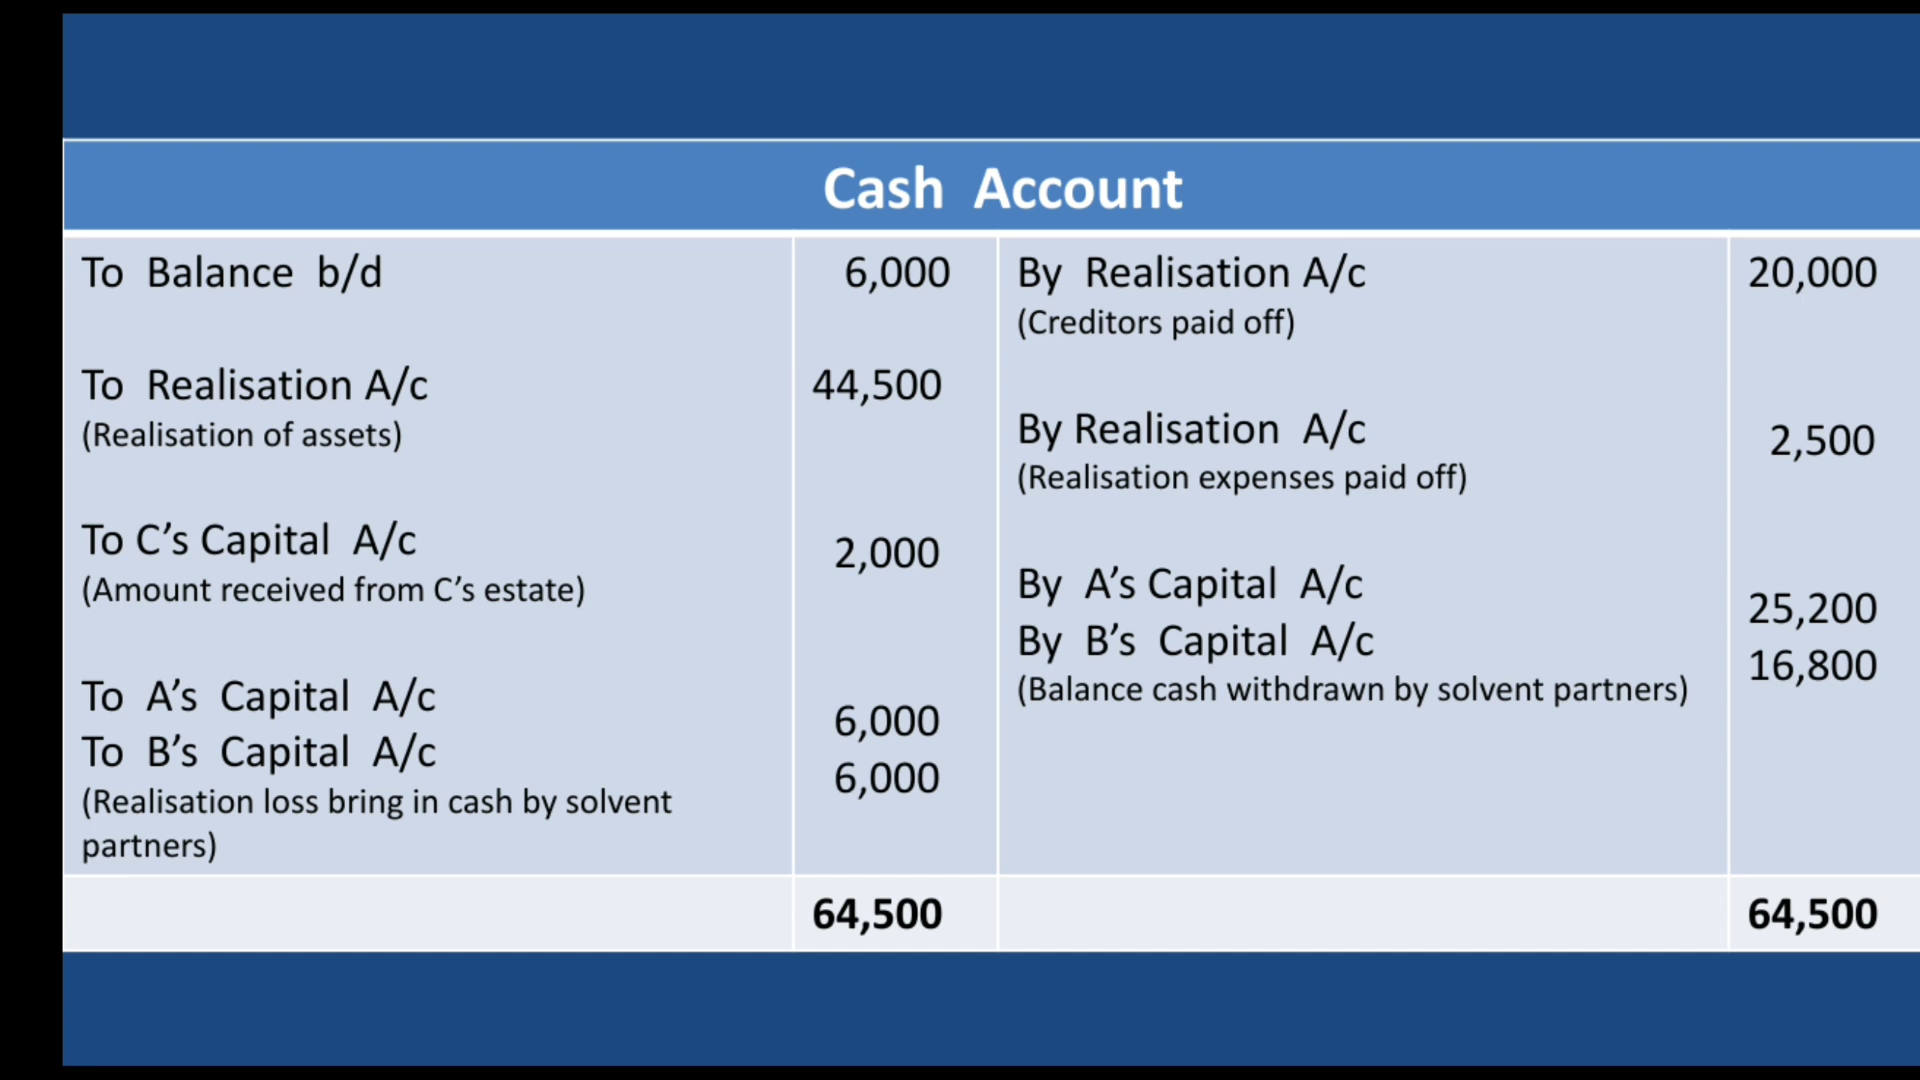 Cash Account
To Balance b/d 6,000
To Realisation A/c 44,500
(Realisation of assets)
To C’s Capital A/c 2,000
(Amount received from C’s estate)
To A’s Capital A/c 6,000
To B’s Capital A/c 6,000
(Realisation loss bring in cash by solvent
partners)
64,500
By Realisation A/c 20,000
(Creditors paid off)
By Realisation A/c 2,500
(Realisation expenses paid off)
By A’s Capital A/c 25,200
By B’s Capital A/c 16,800
(Balance cash withdrawn by solvent partners)
64,500